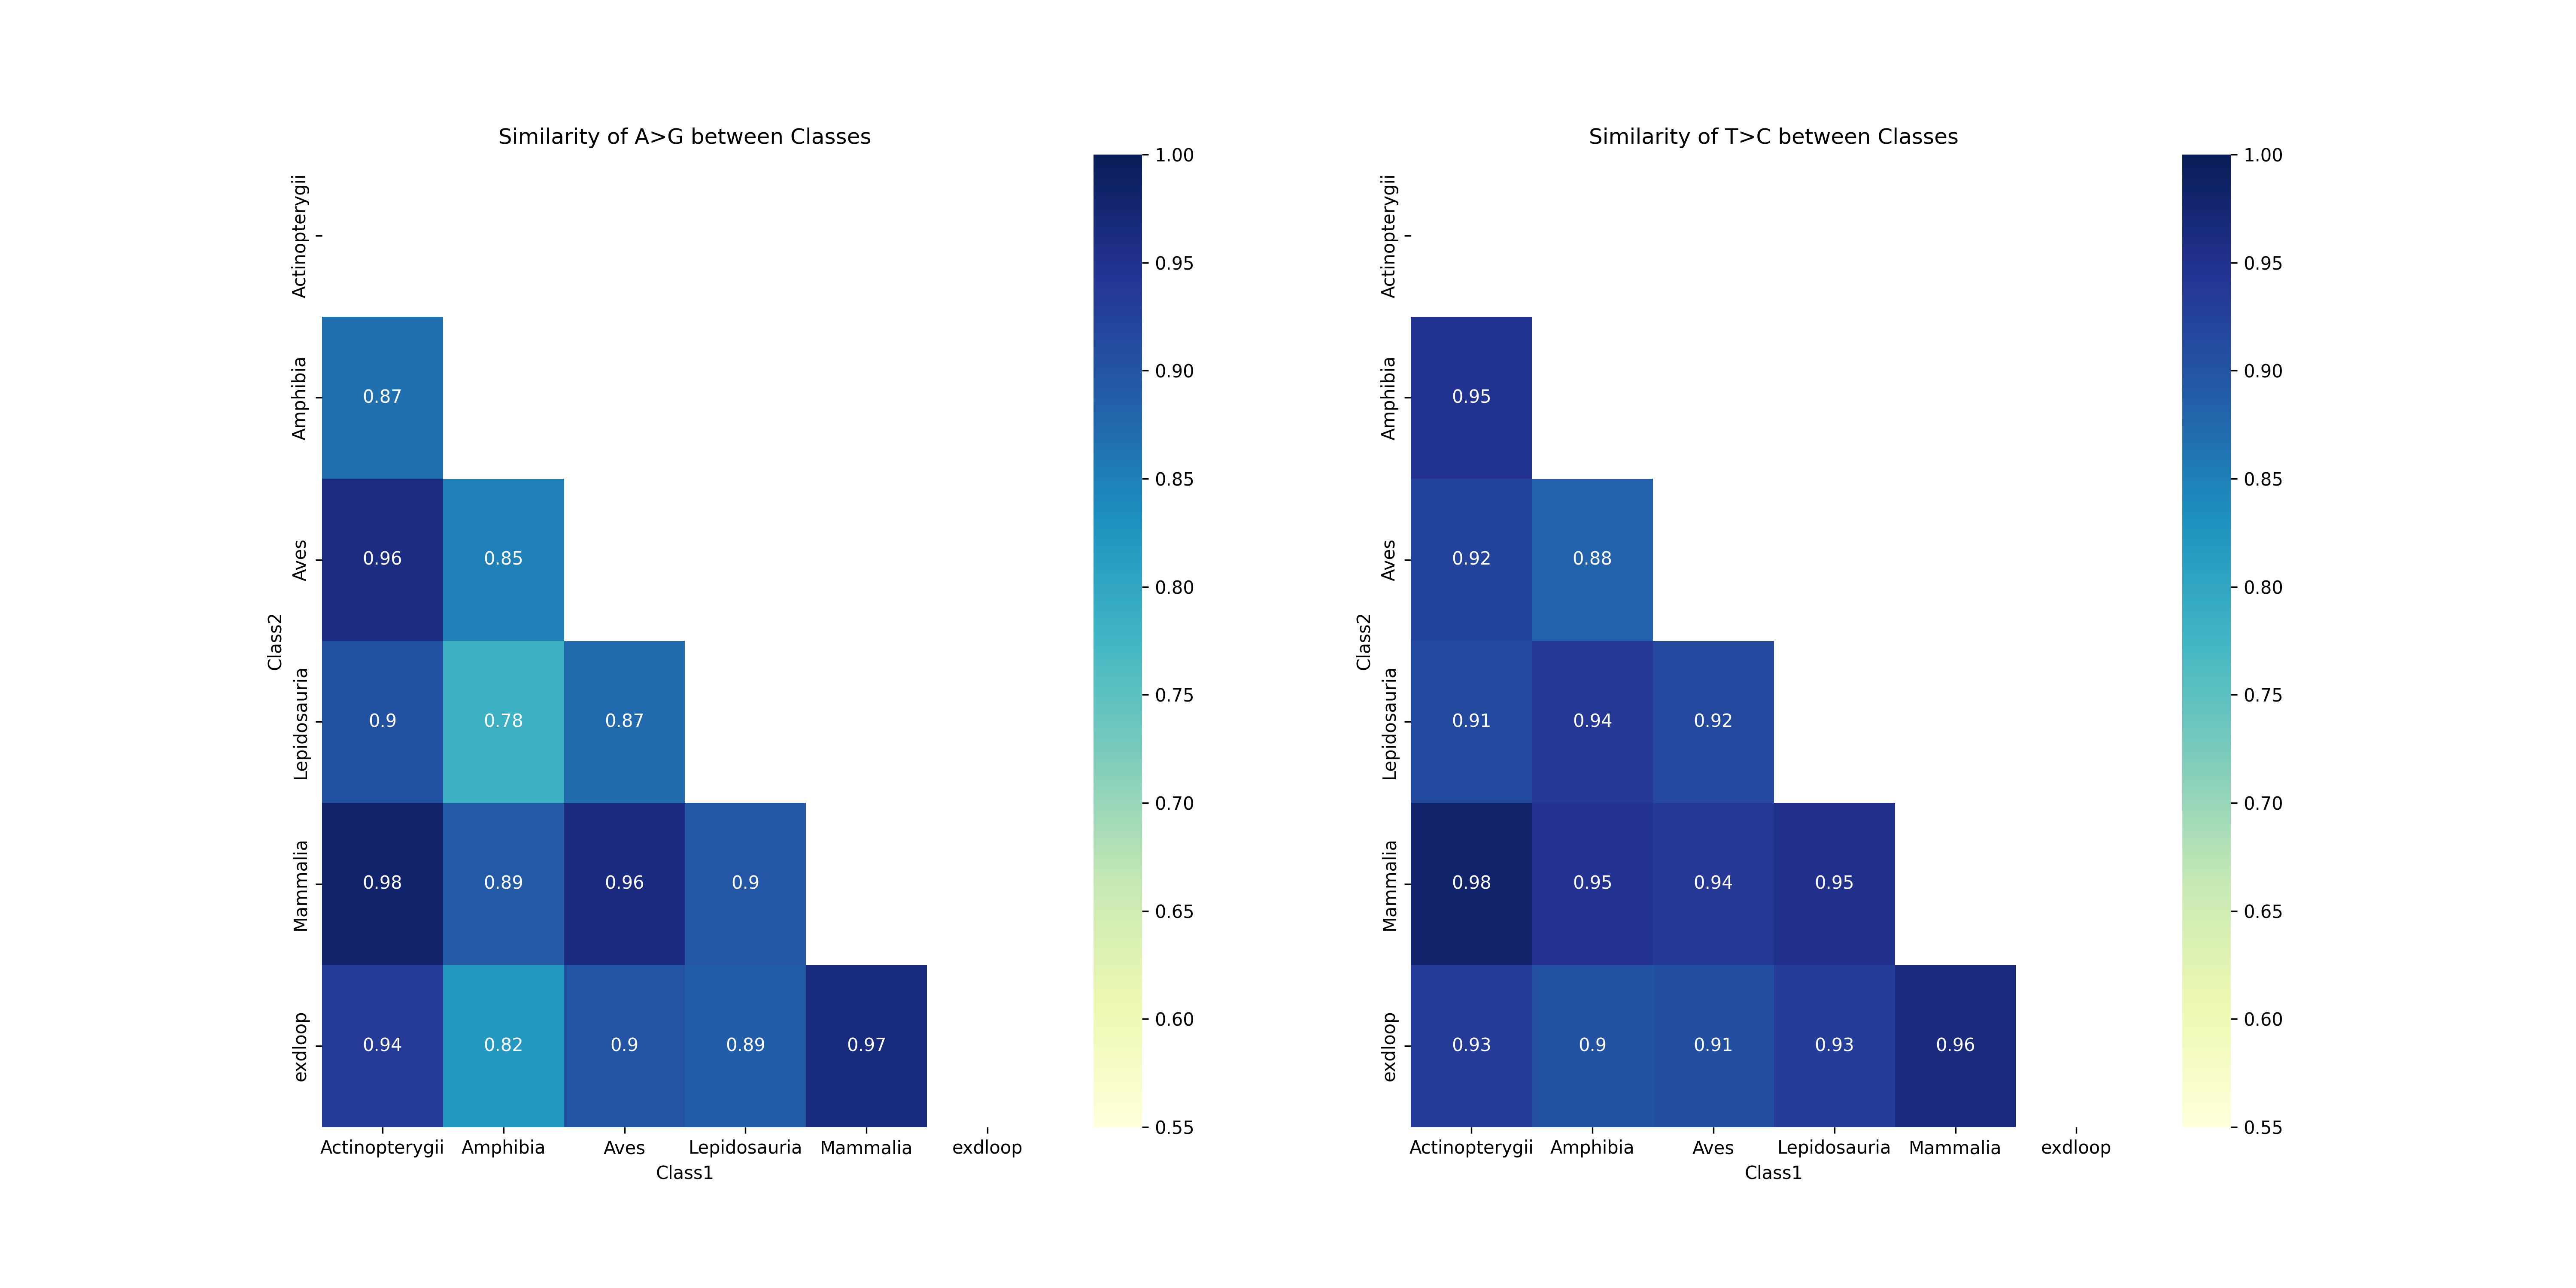 Similarity of A>G between Classes
Class2
Actinopterygii
Amphibia
0.87
Aves
0.96 0.85
Lepidosauria
0.9 0.78 0.87
Mammalia
0.98 0.89 0.96 0.9
exdloop
0.94 0.82 0.9 0.89 0.97
Actinopterygii Amphibia Aves Lepidosauria Mammalia exdloop
Class1
1.00
0.95
0.90
0.85
0.80
0.75
0.70
0.65
0.60
0.55
Similarity of T>C between Classes
Class2
Actinopterygii
Amphibia
0.95
Aves
0.92 0.88
Lepidosauria
0.91 0.94 0.92
Mammalia
0.98 0.95 0.94 0.95
exdloop
0.93 0.9 0.91 0.93 0.96
Actinopterygii Amphibia Aves Lepidosauria Mammalia exdloop
Class1
1.00
0.95
0.90
0.85
0.80
0.75
0.70
0.65
0.60
0.55